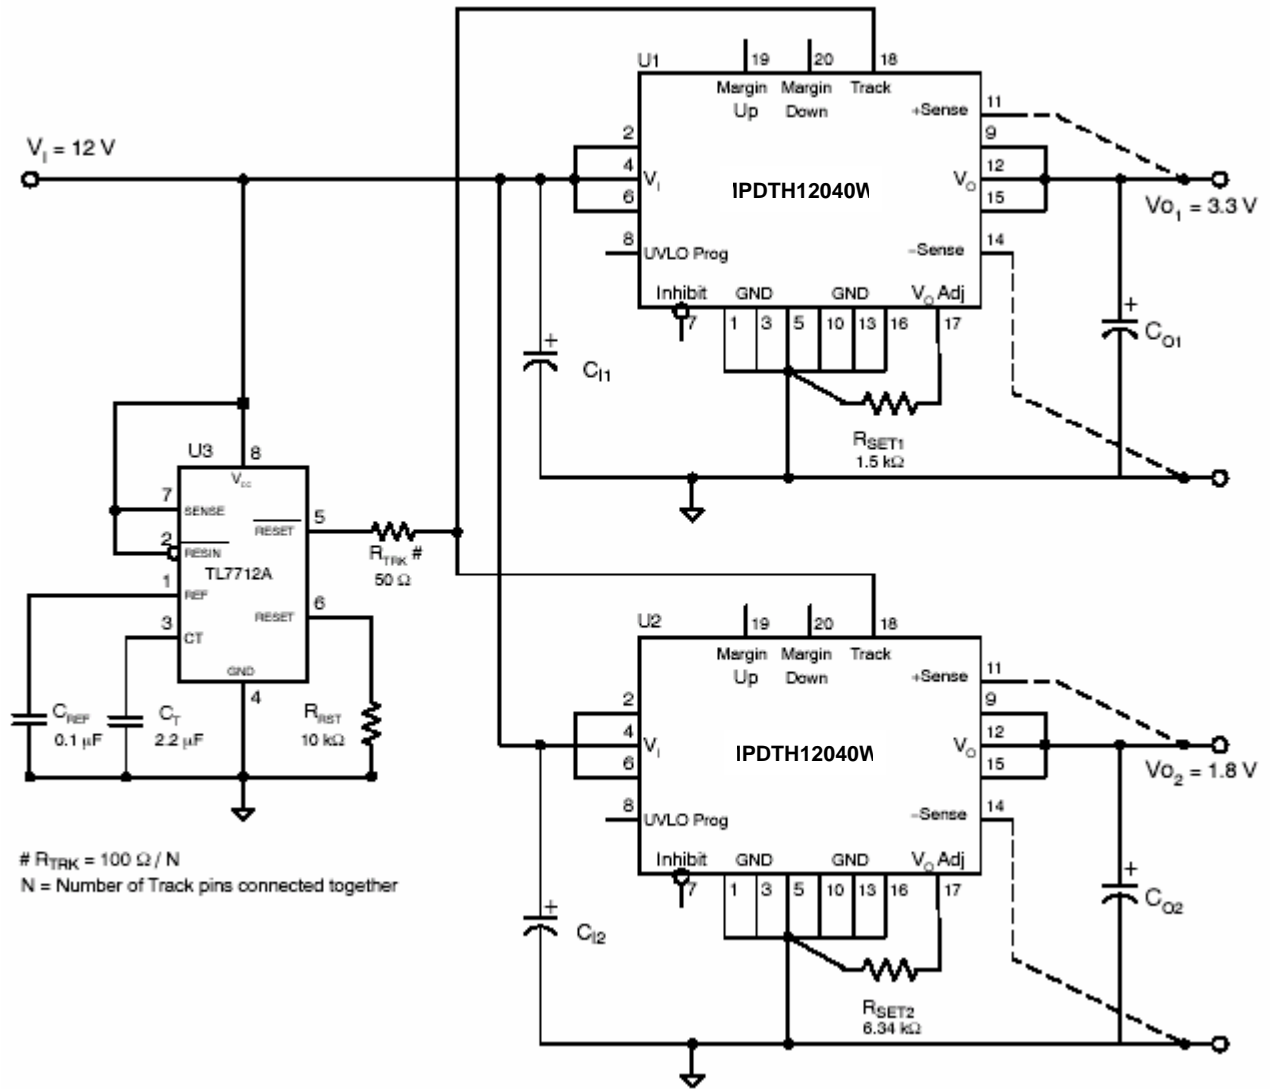 U1
19
20
18
Margin Up
Margin Down
Track
+Sense
11
9
12
15
14
2
4
6
8
V_I
IPDTH12040W
V_O
UVLO Prog
−Sense
Inhibit
GND
GND
V_O Adj
7
1
3
5
10
13
16
17
V_I = 12 V
Vo_1 = 3.3 V
C_I1
+
C_O1
+
R_SET1
1.5 kΩ
U3
8
V_CC
7
SENSE
2
RESIN
TL7712A
1
REF
3
CT
GND
4
5
RESET
6
RESET
R_TRK #
50 Ω
C_REF
0.1 µF
C_T
2.2 µF
R_RST
10 kΩ
# R_TRK = 100 Ω / N
N = Number of Track pins connected together
U2
19
20
18
Margin Up
Margin Down
Track
+Sense
11
9
12
15
14
2
4
6
8
V_I
IPDTH12040W
V_O
UVLO Prog
−Sense
Inhibit
GND
GND
V_O Adj
7
1
3
5
10
13
16
17
Vo_2 = 1.8 V
C_I2
+
C_O2
+
R_SET2
6.34 kΩ